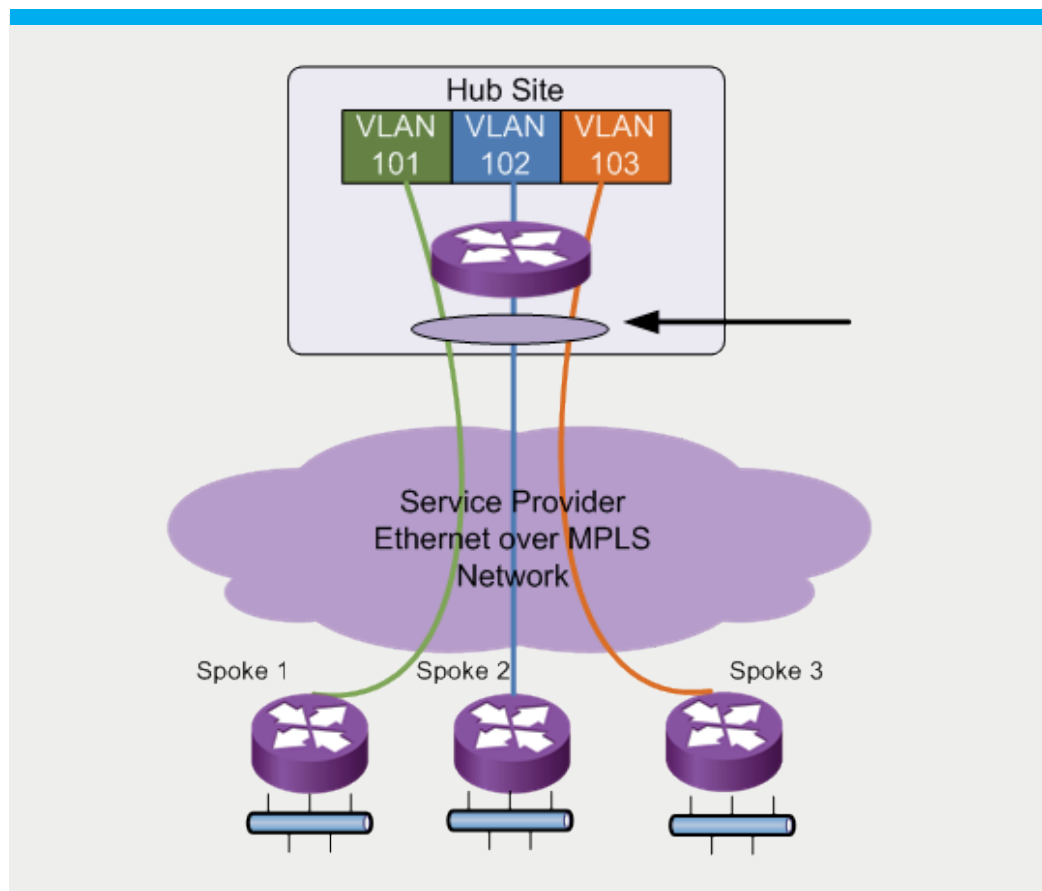 Hub Site
VLAN 101
VLAN 102
VLAN 103
Service Provider
Ethernet over MPLS
Network
Spoke 1
Spoke 2
Spoke 3